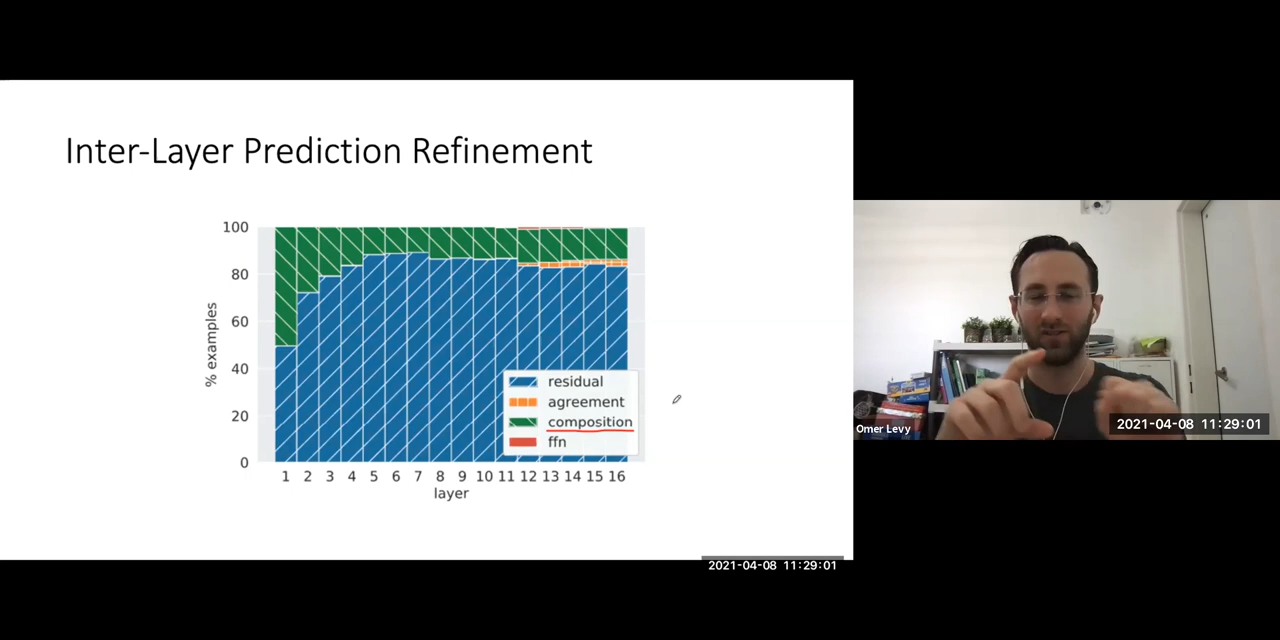 Inter-Layer Prediction Refinement
100
80
60
40
20
0
% examples
residual
agreement
composition
ffn
1 2 3 4 5 6 7 8 9 10 11 12 13 14 15 16
layer
2021-04-08 11:29:01
Omer Levy
2021-04-08 11:29:01